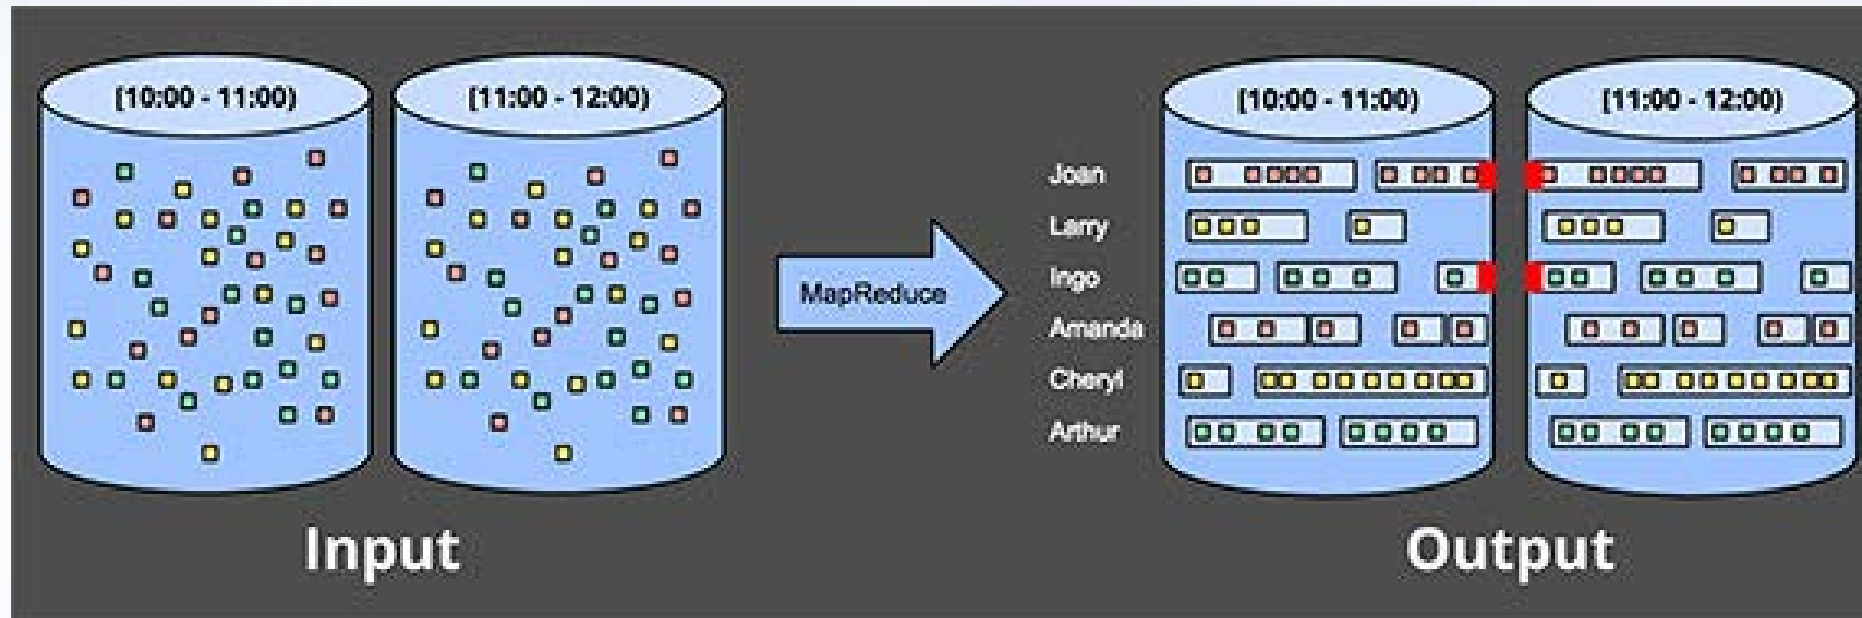 [10:00 - 11:00)
[11:00 - 12:00)
MapReduce
Input
[10:00 - 11:00)
[11:00 - 12:00)
Joan
Larry
Ingo
Amanda
Cheryl
Arthur
Output